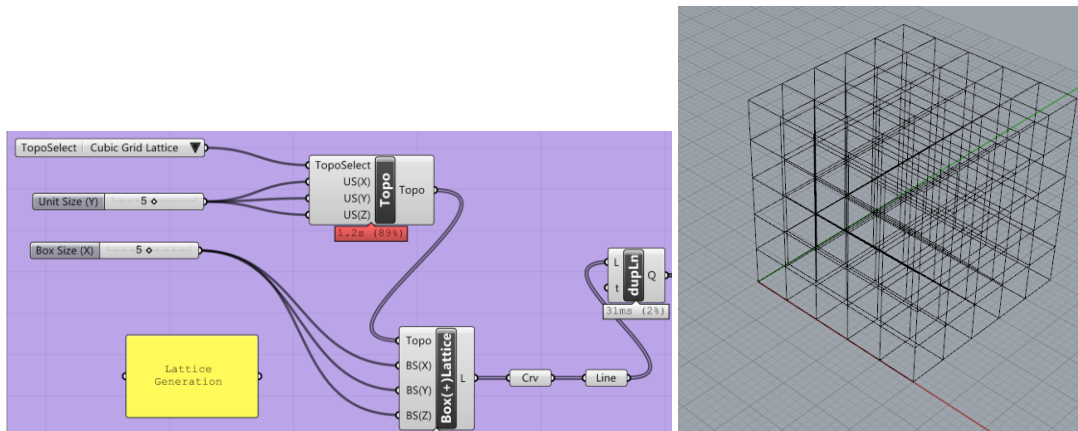 TopoSelect Cubic Grid Lattice
Unit Size (Y) 5
Box Size (X) 5
TopoSelect
US(X)
US(Y)
US(Z)
Topo
Topo
1.2s (89%)
Lattice
Generation
Topo
BS(X)
BS(Y)
BS(Z)
Box(+)Lattice
L
Crv
Line
L
t
dupLn
Q
31ms (2%)